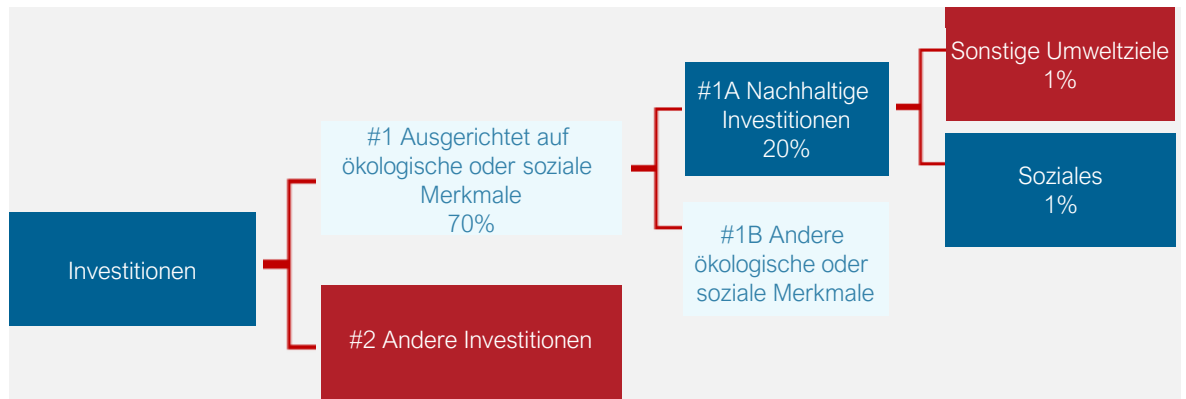 Investitionen
#1 Ausgerichtet auf
ökologische oder soziale
Merkmale
70%
#2 Andere Investitionen
#1A Nachhaltige
Investitionen
20%
#1B Andere
ökologische oder
soziale Merkmale
Sonstige Umweltziele
1%
Soziales
1%